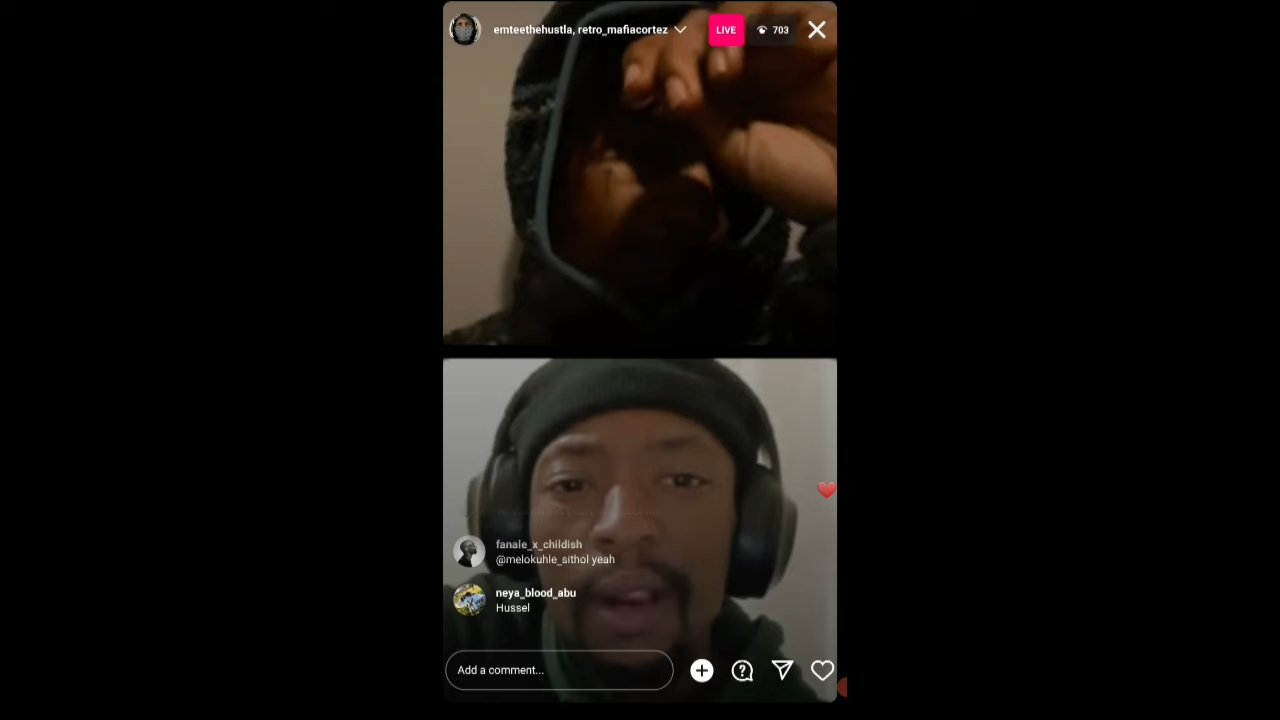 emteethehustla, retro_mafiacortez
LIVE
703
fanale_x_childish
@melokuhle_sithol yeah
neya_blood_abu
Hussel
Add a comment...